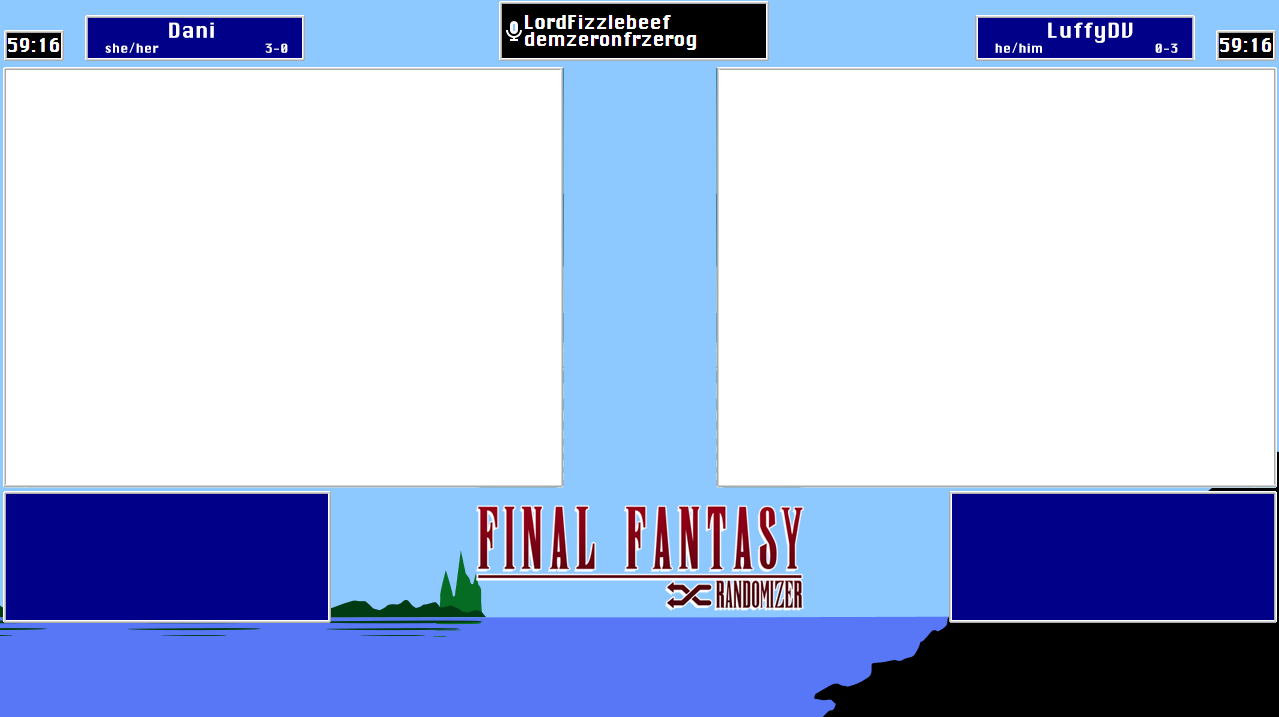 59:16
Dani
she/her 3-0
LordFizzlebeef
demzeronfrzerog
LuffyDV
he/him 0-3
59:16
FINAL FANTASY
RANDOMIZER